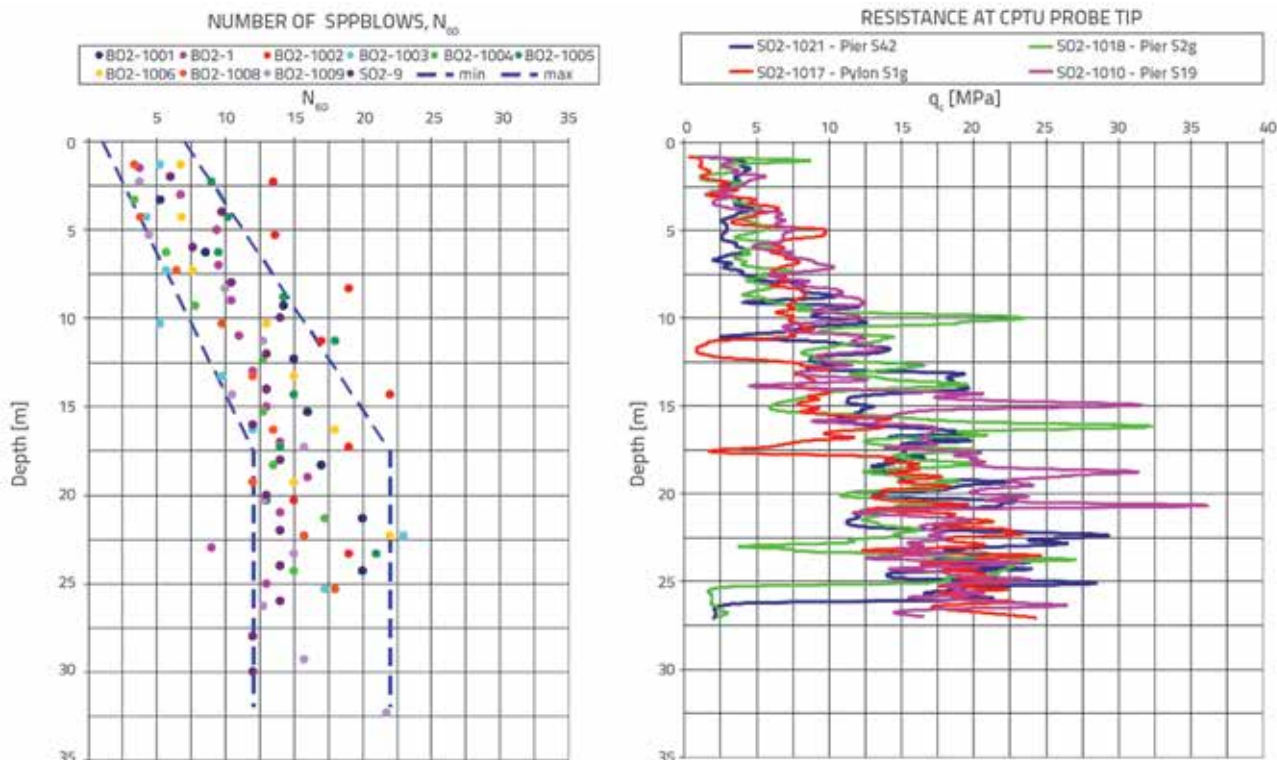 NUMBER OF SPPBLOWS, N60
BO2-1001 BO2-1 BO2-1002 BO2-1003 BO2-1004 BO2-1005
BO2-1006 BO2-1008 BO2-1009 SO2-9 min max
N60
5 10 15 20 25 30 35
0
5
10
15
20
25
30
35
Depth [m]
RESISTANCE AT CPTU PROBE TIP
SO2-1021 - Pier S42 SO2-1018 - Pier S2g
SO2-1017 - Pylon S1g SO2-1010 - Pier S19
qc [MPa]
0 5 10 15 20 25 30 35 40
0
5
10
15
20
25
30
35
Depth [m]